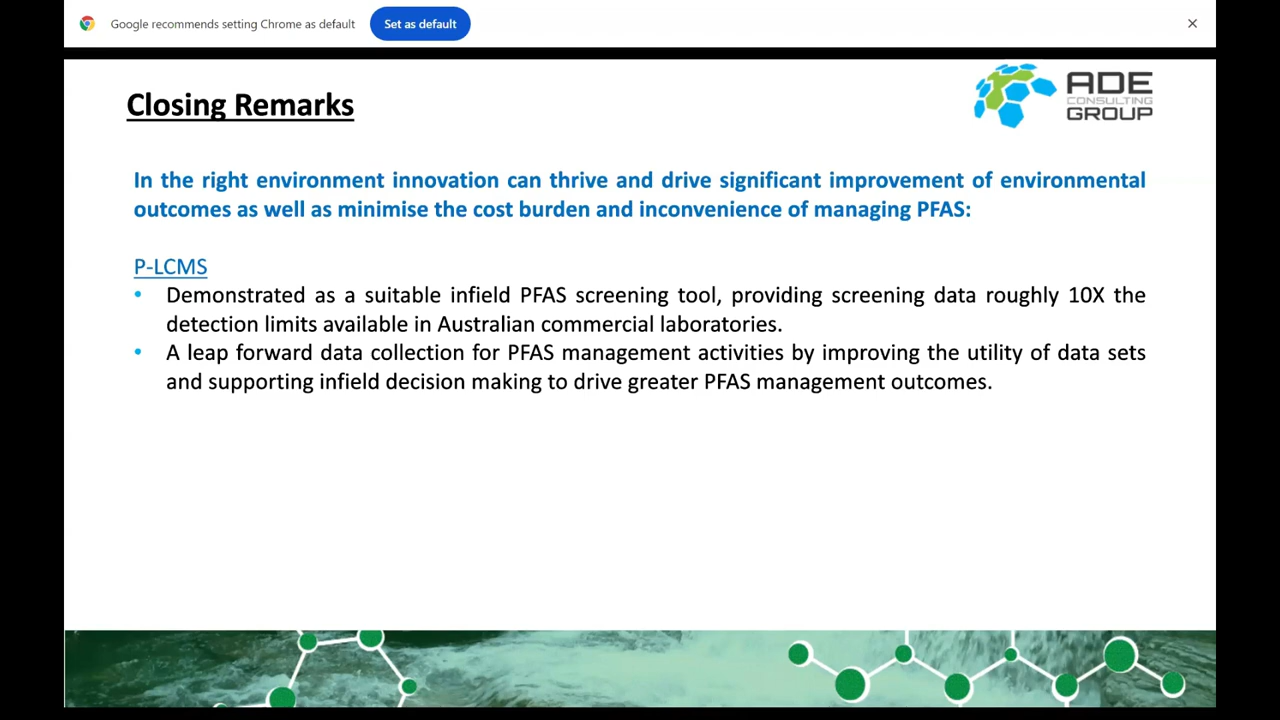 Google recommends setting Chrome as default
Set as default
Closing Remarks
ADE
CONSULTING
GROUP
In the right environment innovation can thrive and drive significant improvement of environmental
outcomes as well as minimise the cost burden and inconvenience of managing PFAS:
P-LCMS
• Demonstrated as a suitable infield PFAS screening tool, providing screening data roughly 10X the
detection limits available in Australian commercial laboratories.
• A leap forward data collection for PFAS management activities by improving the utility of data sets
and supporting infield decision making to drive greater PFAS management outcomes.